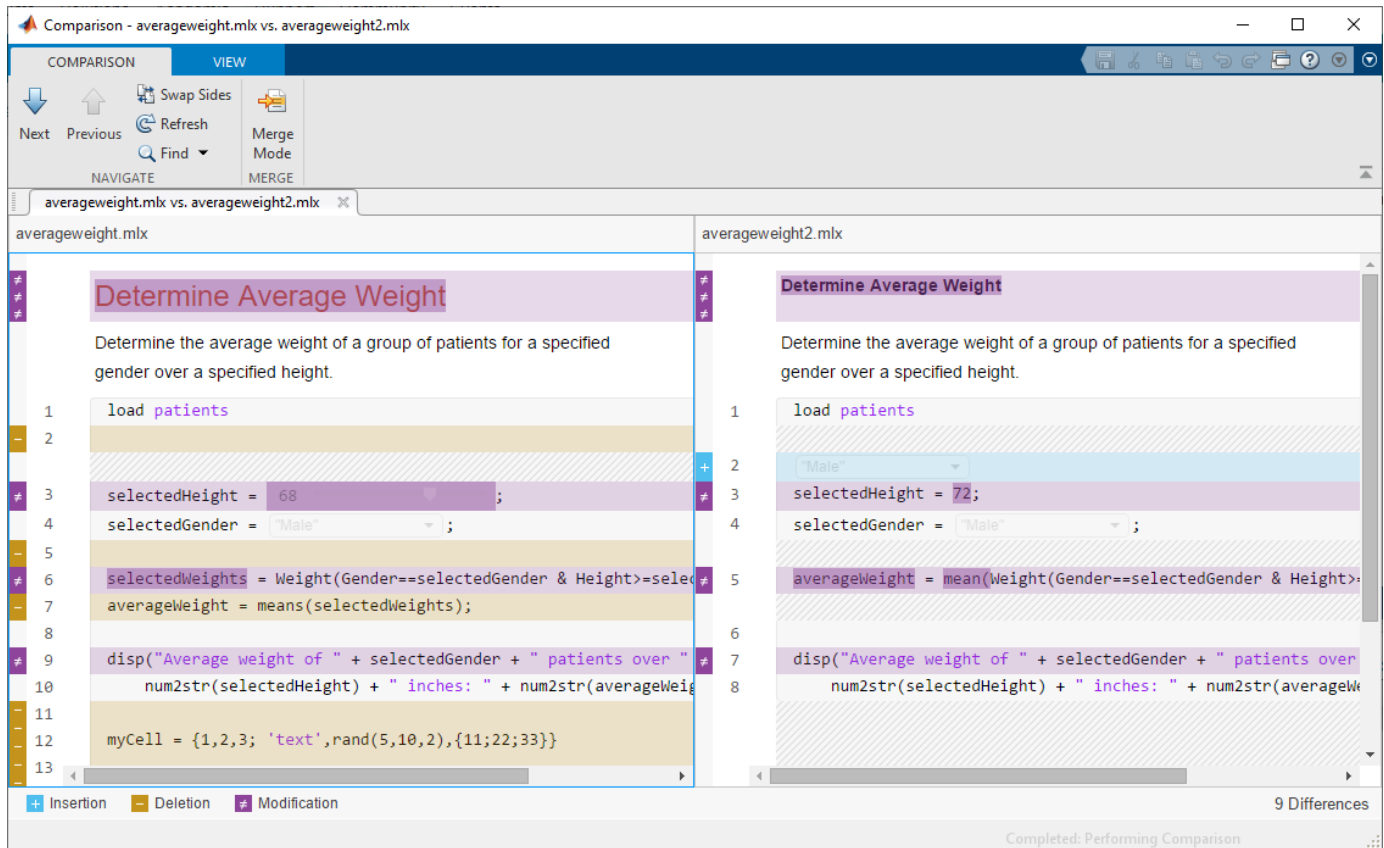 Comparison - averageweight.mlx vs. averageweight2.mlx
COMPARISON VIEW
Swap Sides
Refresh
Find
Next Previous
Merge
Mode
NAVIGATE MERGE
averageweight.mlx vs. averageweight2.mlx
averageweight.mlx
Determine Average Weight
Determine the average weight of a group of patients for a specified
gender over a specified height.
1 load patients
2
3 selectedHeight = 68 ;
4 selectedGender = "Male" ;
5
6 selectedWeights = Weight(Gender==selectedGender & Height>=selec
7 averageWeight = means(selectedWeights);
8
9 disp("Average weight of " + selectedGender + " patients over "
10 num2str(selectedHeight) + " inches: " + num2str(averageWeig
11
12 myCell = {1,2,3; 'text',rand(5,10,2),{11;22;33}}
13
averageweight2.mlx
Determine Average Weight
Determine the average weight of a group of patients for a specified
gender over a specified height.
1 load patients
2 "Male"
3 selectedHeight = 72;
4 selectedGender = "Male" ;
5 averageWeight = mean(Weight(Gender==selectedGender & Height>=
6
7 disp("Average weight of " + selectedGender + " patients over
8 num2str(selectedHeight) + " inches: " + num2str(averageWe
+ Insertion − Deletion ≠ Modification
9 Differences
Completed: Performing Comparison